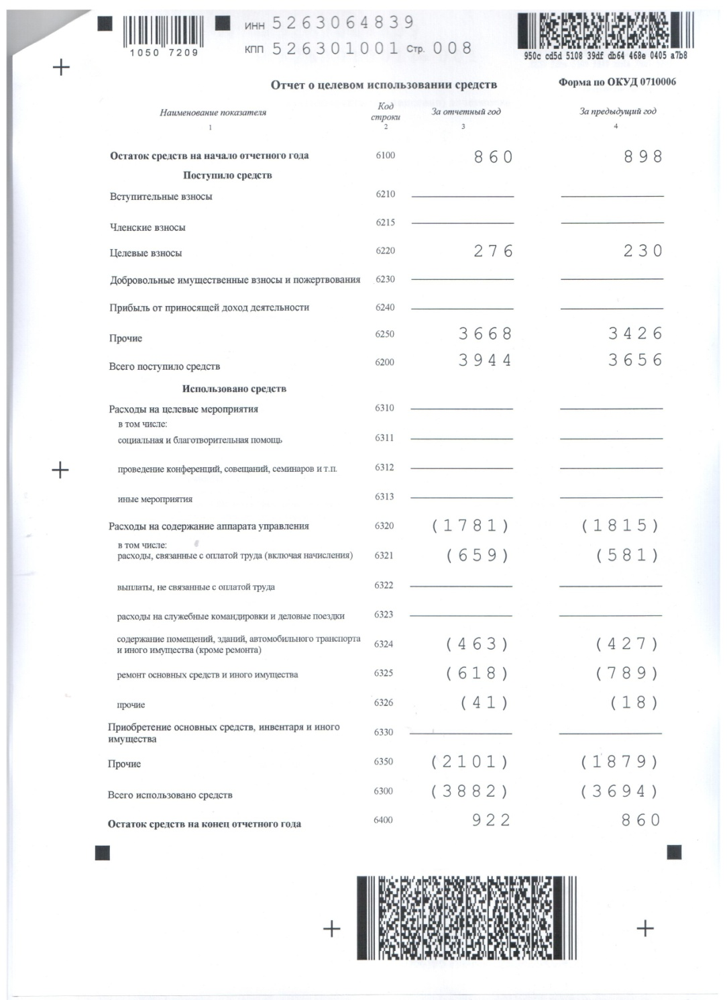 ИНН 5263064839
1050 7209
КПП 526301001 Стр. 008
950c cd5d 5108 39df db64 468e 0405 a7b8
Отчет о целевом использовании средств
Форма по ОКУД 0710006
Наименование показателя Код строки За отчетный год За предыдущий год
1 2 3 4
Остаток средств на начало отчетного года 6100 860 898
Поступило средств
Вступительные взносы 6210
Членские взносы 6215
Целевые взносы 6220 276 230
Добровольные имущественные взносы и пожертвования 6230
Прибыль от приносящей доход деятельности 6240
Прочие 6250 3668 3426
Всего поступило средств 6200 3944 3656
Использовано средств
Расходы на целевые мероприятия 6310
в том числе:
социальная и благотворительная помощь 6311
проведение конференций, совещаний, семинаров и т.п. 6312
иные мероприятия 6313
Расходы на содержание аппарата управления 6320 (1781) (1815)
в том числе:
расходы, связанные с оплатой труда (включая начисления) 6321 (659) (581)
выплаты, не связанные с оплатой труда 6322
расходы на служебные командировки и деловые поездки 6323
содержание помещений, зданий, автомобильного транспорта
и иного имущества (кроме ремонта) 6324 (463) (427)
ремонт основных средств и иного имущества 6325 (618) (789)
прочие 6326 (41) (18)
Приобретение основных средств, инвентаря и иного
имущества 6330
Прочие 6350 (2101) (1879)
Всего использовано средств 6300 (3882) (3694)
Остаток средств на конец отчетного года 6400 922 860